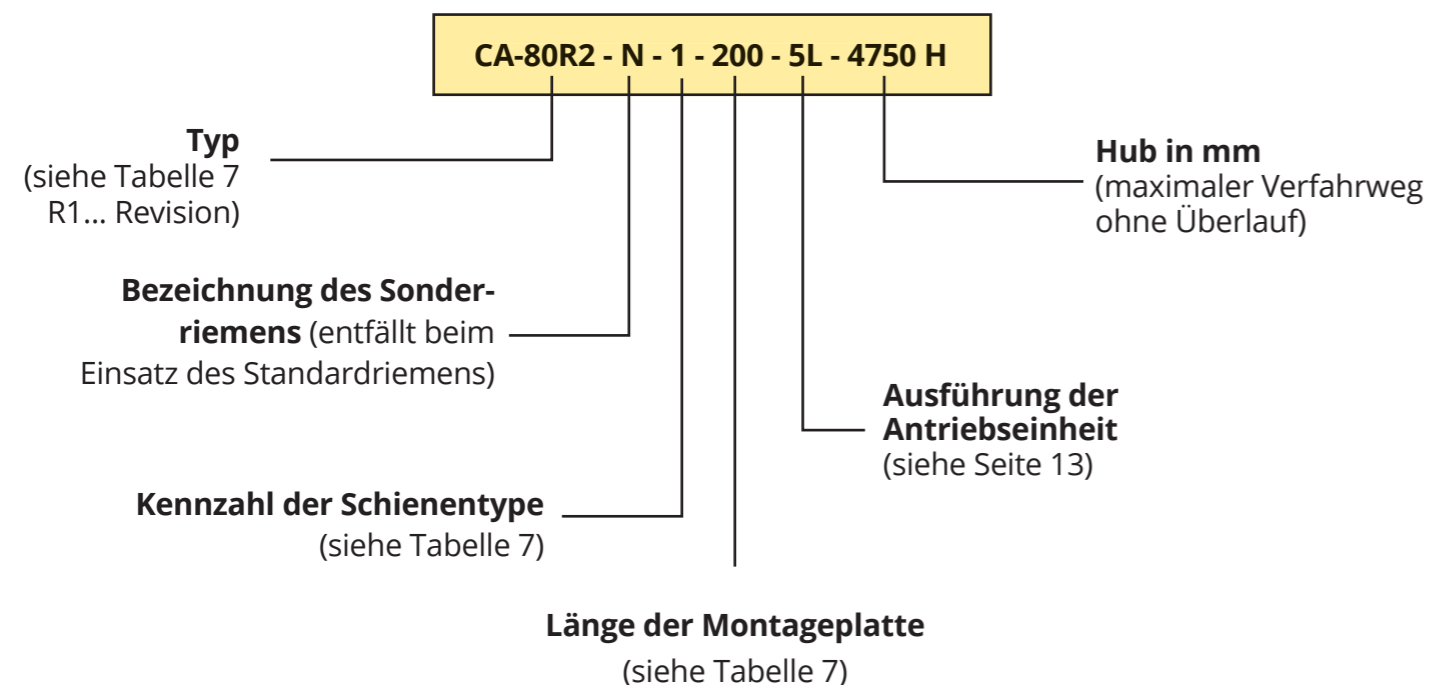 CA-80R2 - N - 1 - 200 - 5L - 4750 H
Typ
(siehe Tabelle 7
R1... Revision)
Hub in mm
(maximaler Verfahrweg
ohne Überlauf)
Bezeichnung des Sonder-
riemens (entfällt beim
Einsatz des Standardriemens)
Ausführung der
Antriebseinheit
(siehe Seite 13)
Kennzahl der Schienentype
(siehe Tabelle 7)
Länge der Montageplatte
(siehe Tabelle 7)